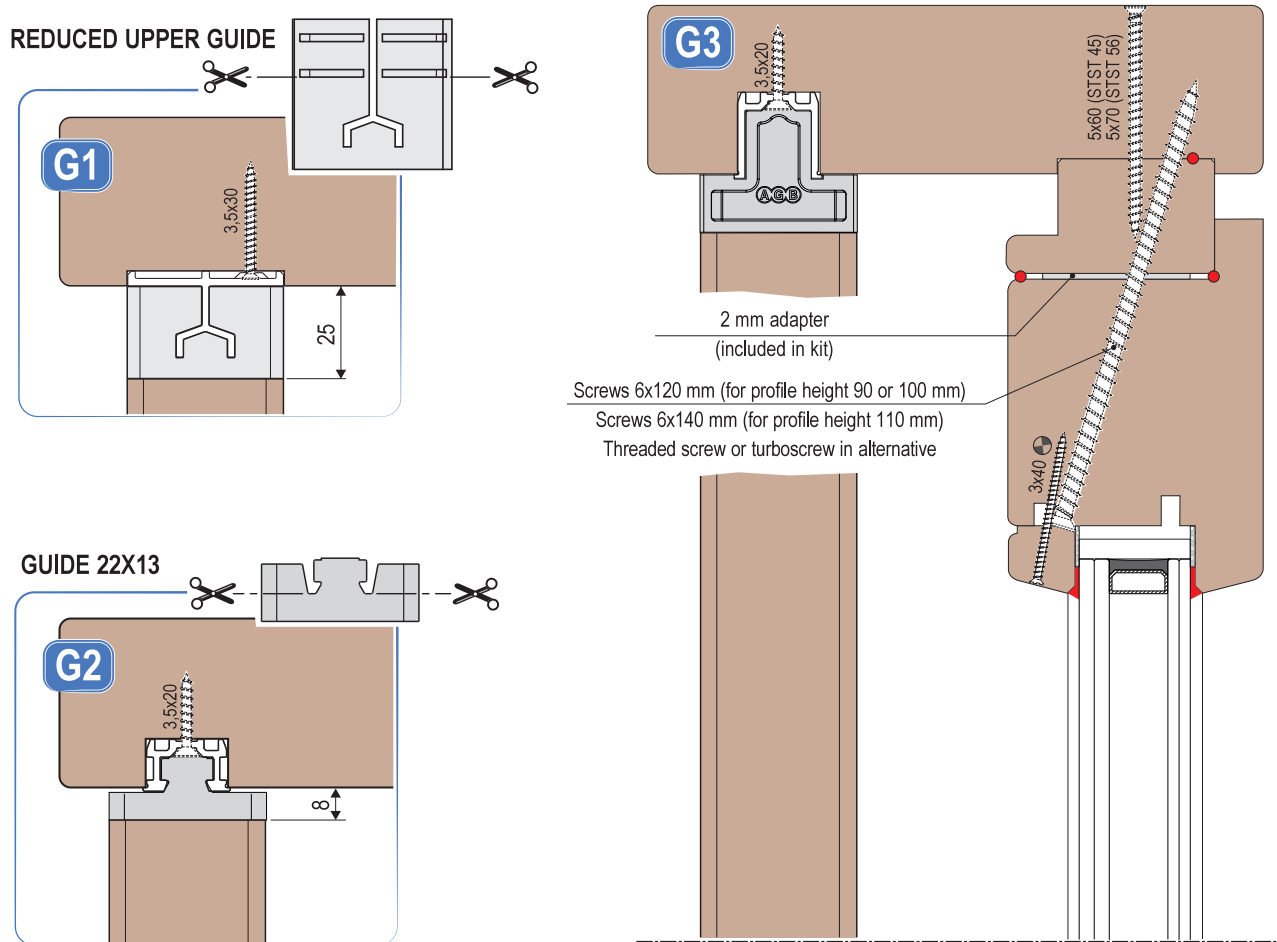 REDUCED UPPER GUIDE
G1
3,5x30
25
GUIDE 22X13
G2
3,5x20
8
G3
3,5x20
AGB
5x60 (STST 45)
5x70 (STST 56)
2 mm adapter
(included in kit)
Screws 6x120 mm (for profile height 90 or 100 mm)
Screws 6x140 mm (for profile height 110 mm)
Threaded screw or turboscrew in alternative
3x40